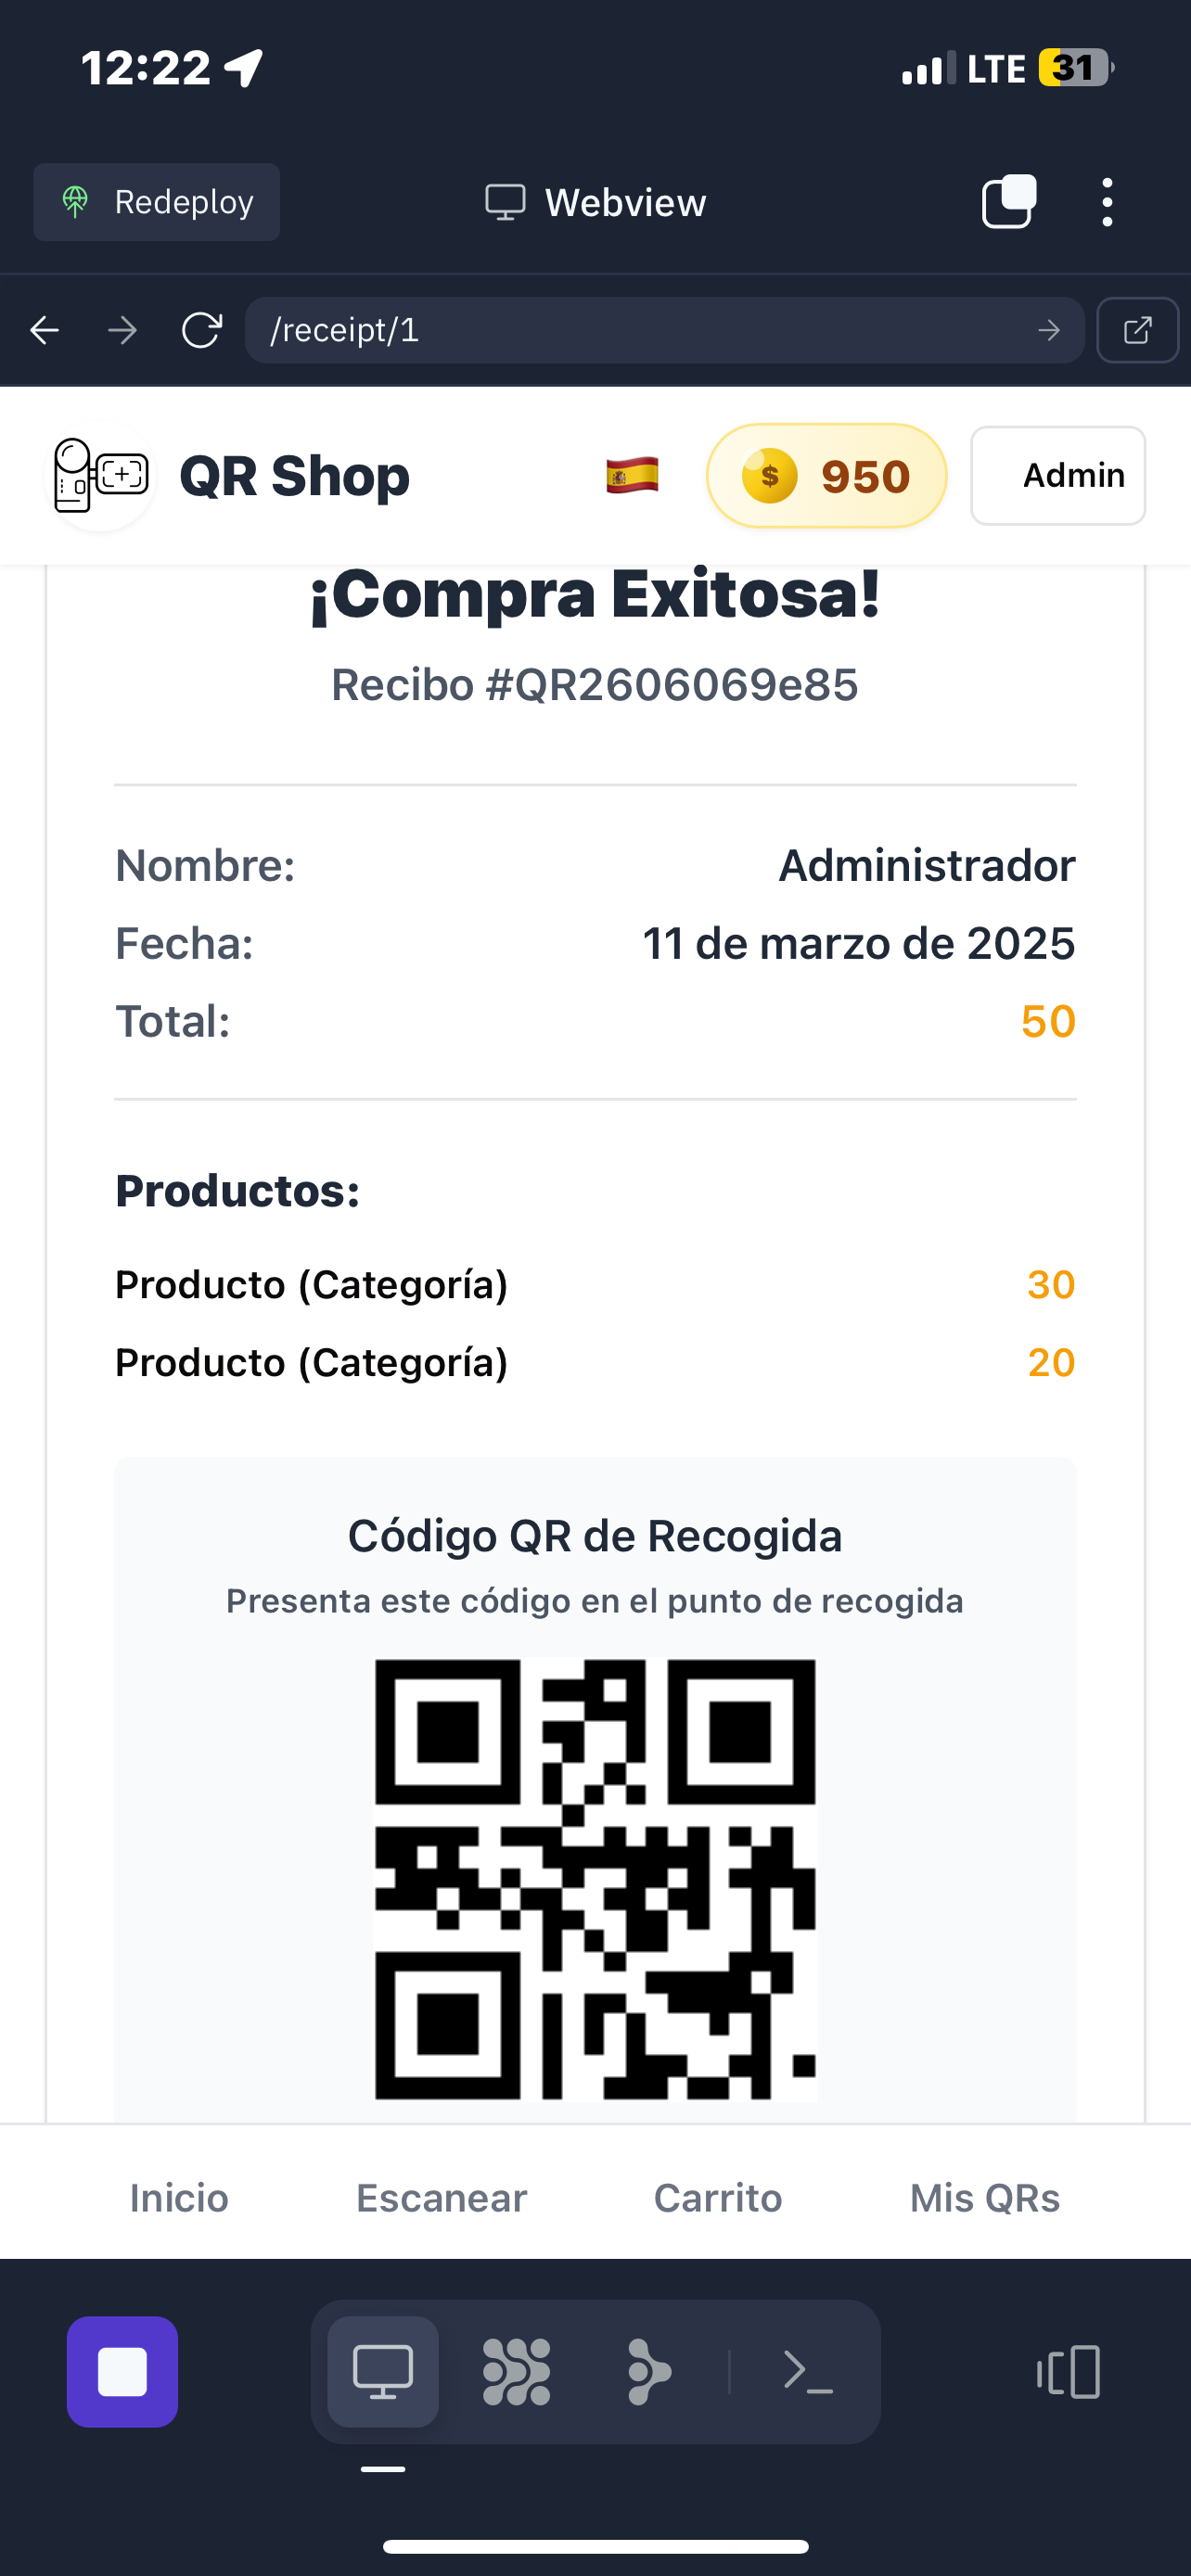 12:22 LTE 31
Redeploy Webview
/receipt/1
QR Shop $ 950 Admin
¡Compra Exitosa!
Recibo #QR2606069e85
Nombre: Administrador
Fecha: 11 de marzo de 2025
Total: 50
Productos:
Producto (Categoría) 30
Producto (Categoría) 20
Código QR de Recogida
Presenta este código en el punto de recogida
Inicio Escanear Carrito Mis QRs